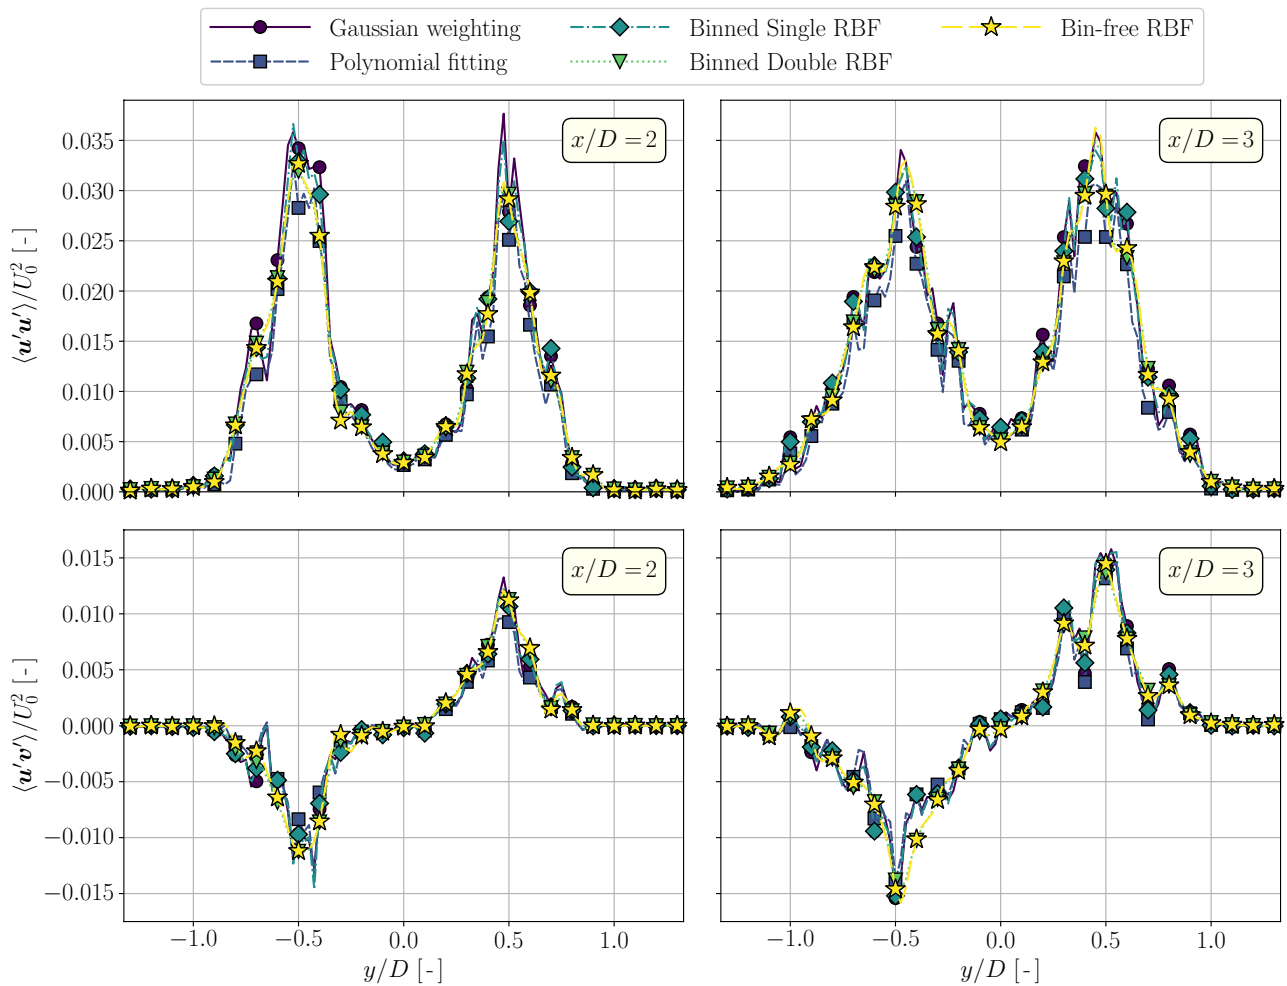 Gaussian weighting
Polynomial fitting
Binned Single RBF
Binned Double RBF
Bin-free RBF
⟨u′u′⟩/U₀² [-]
0.035
0.030
0.025
0.020
0.015
0.010
0.005
0.000
x/D = 2
x/D = 3
⟨u′v′⟩/U₀² [-]
0.015
0.010
0.005
0.000
−0.005
−0.010
−0.015
x/D = 2
x/D = 3
−1.0 −0.5 0.0 0.5 1.0
−1.0 −0.5 0.0 0.5 1.0
y/D [-]
y/D [-]